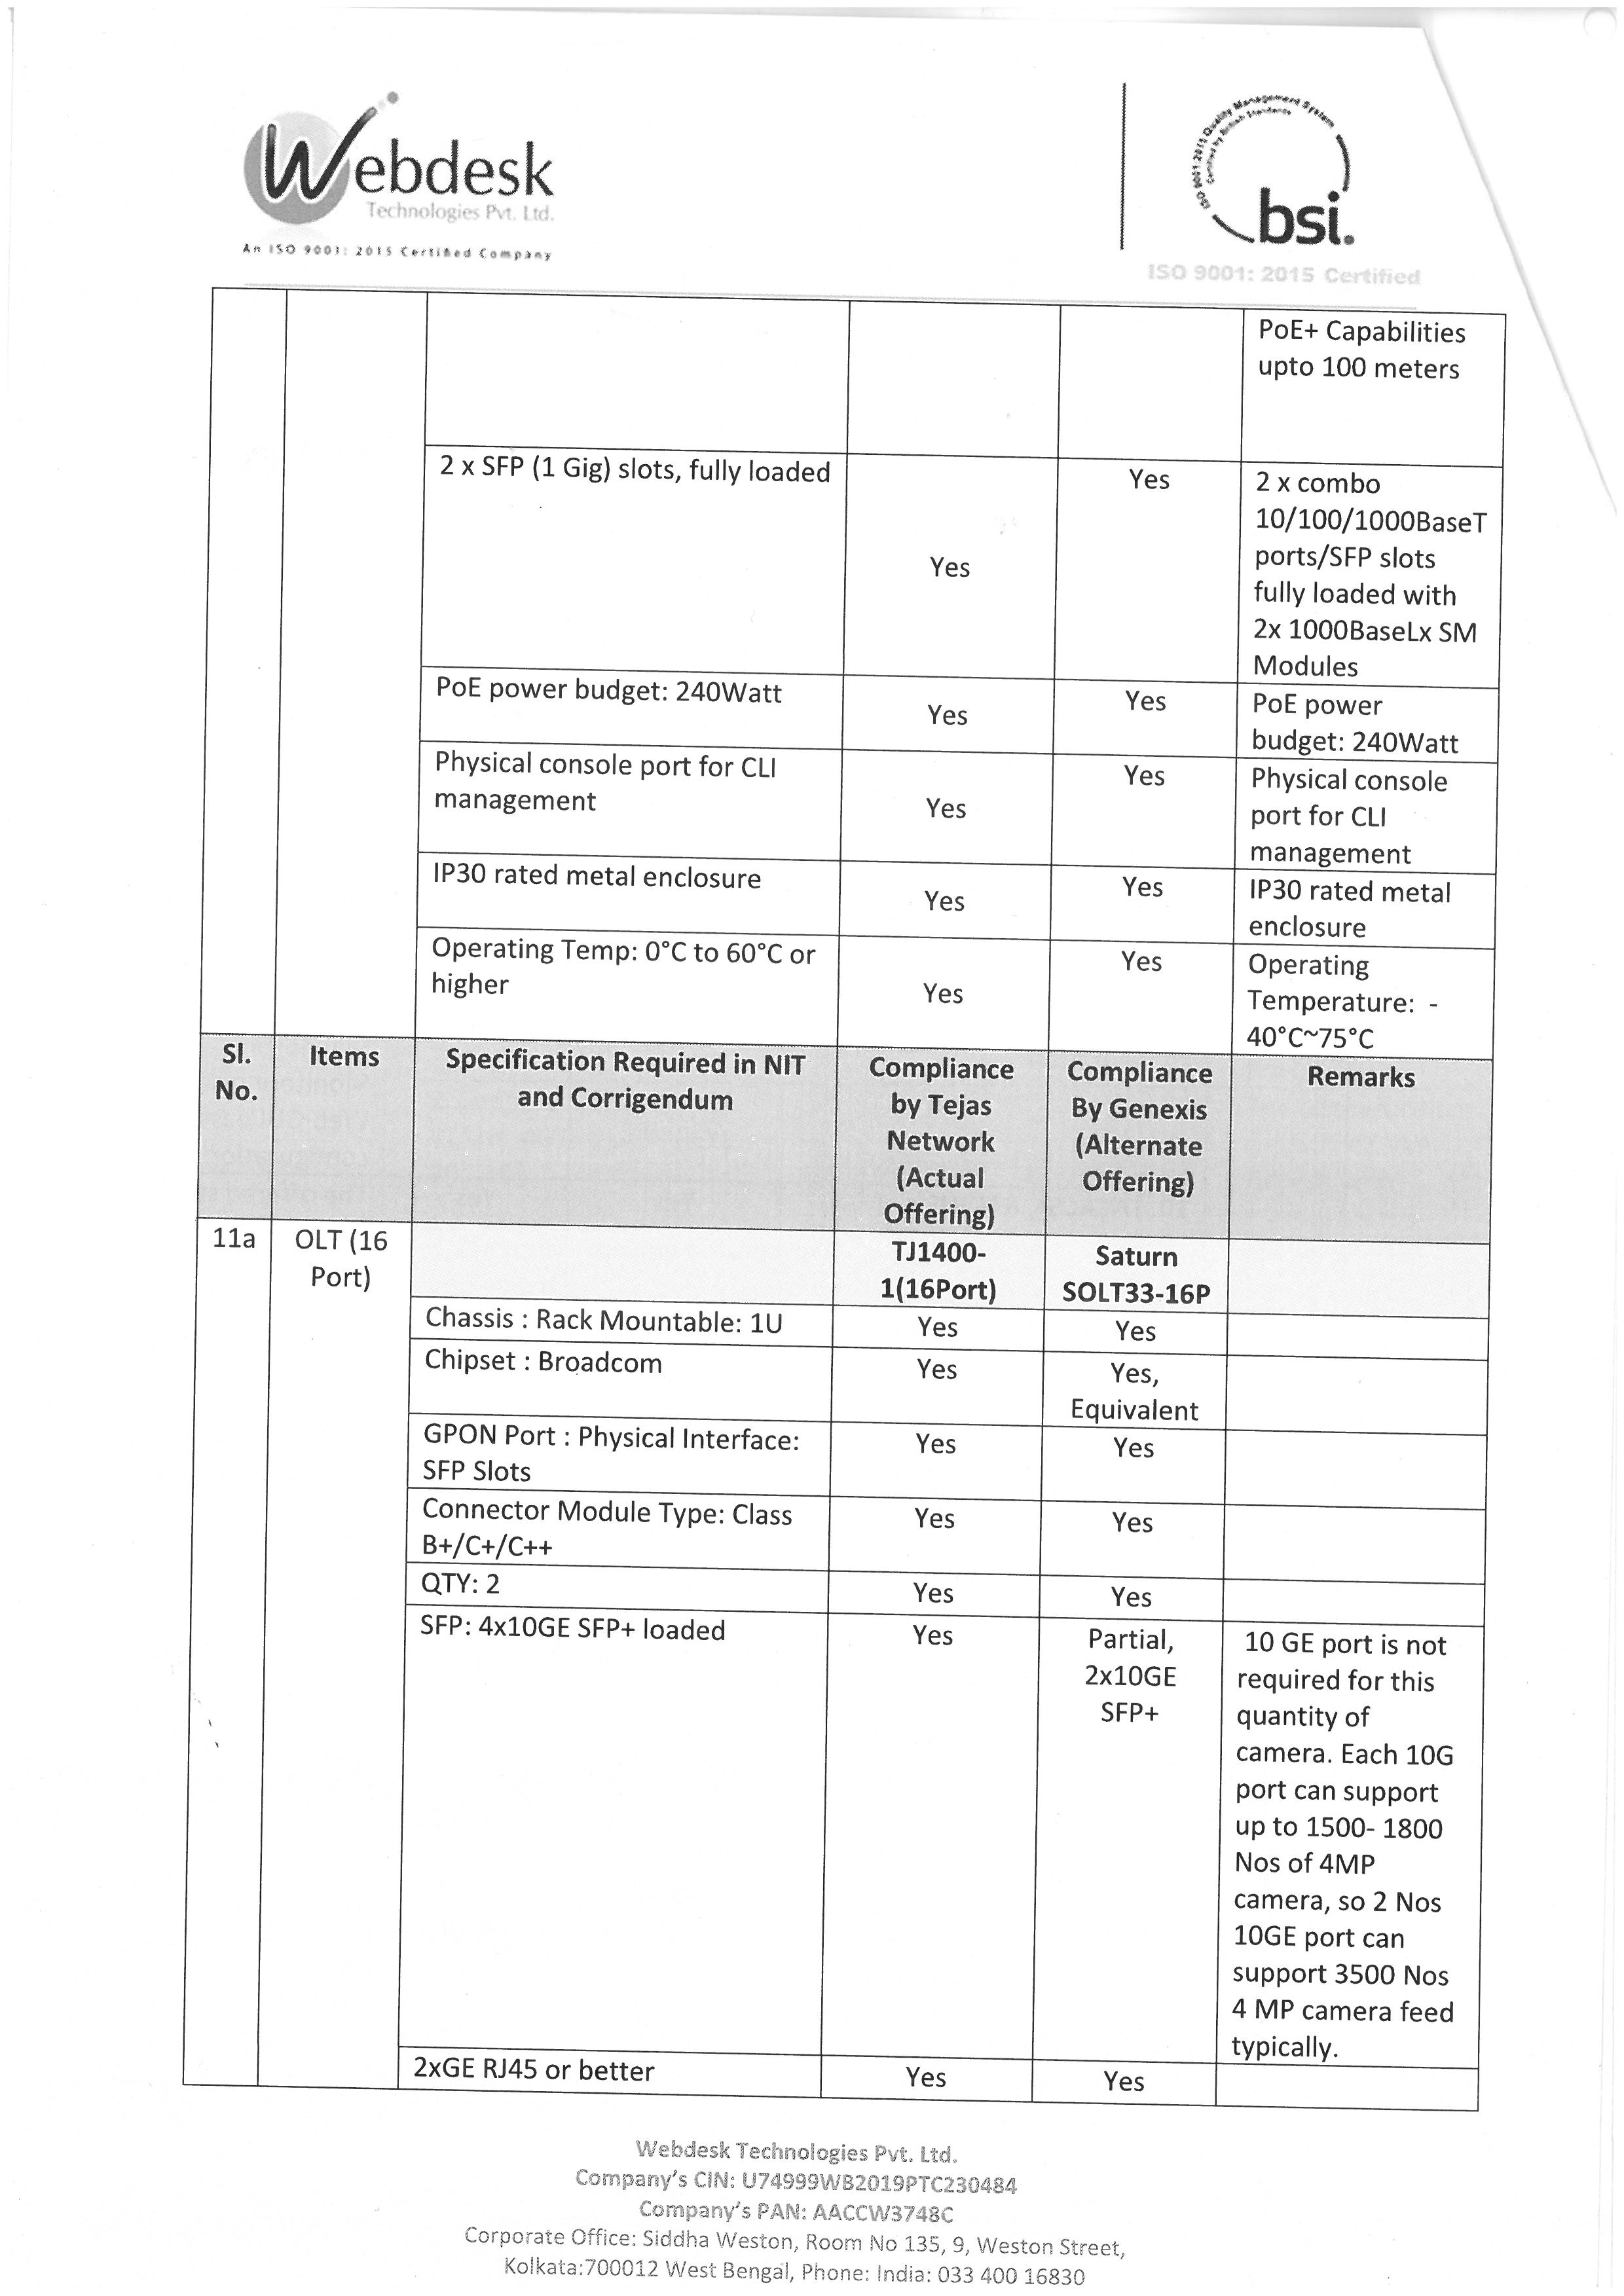 Webdesk
Technologies Pvt. Ltd.
An ISO 9001: 2015 Certified Company
ISO 9001:2015 Quality Management System
Certified by British Standards
bsi.
ISO 9001: 2015 Certified
PoE+ Capabilities
upto 100 meters
2 x SFP (1 Gig) slots, fully loaded
Yes
Yes
2 x combo
10/100/1000BaseT
ports/SFP slots
fully loaded with
2x 1000BaseLx SM
Modules
PoE power budget: 240Watt
Yes
Yes
PoE power
budget: 240Watt
Physical console port for CLI
management
Yes
Yes
Physical console
port for CLI
management
IP30 rated metal enclosure
Yes
Yes
IP30 rated metal
enclosure
Operating Temp: 0°C to 60°C or
higher
Yes
Yes
Operating
Temperature: -
40°C~75°C
Sl.
No.
Items
Specification Required in NIT
and Corrigendum
Compliance
by Tejas
Network
(Actual
Offering)
Compliance
By Genexis
(Alternate
Offering)
Remarks
11a
OLT (16
Port)
TJ1400-
1(16Port)
Saturn
SOLT33-16P
Chassis : Rack Mountable: 1U
Yes
Yes
Chipset : Broadcom
Yes
Yes,
Equivalent
GPON Port : Physical Interface:
SFP Slots
Yes
Yes
Connector Module Type: Class
B+/C+/C++
Yes
Yes
QTY: 2
Yes
Yes
SFP: 4x10GE SFP+ loaded
Yes
Partial,
2x10GE
SFP+
10 GE port is not
required for this
quantity of
camera. Each 10G
port can support
up to 1500- 1800
Nos of 4MP
camera, so 2 Nos
10GE port can
support 3500 Nos
4 MP camera feed
typically.
2xGE RJ45 or better
Yes
Yes
Webdesk Technologies Pvt. Ltd.
Company's CIN: U74999WB2019PTC230484
Company's PAN: AACCW3748C
Corporate Office: Siddha Weston, Room No 135, 9, Weston Street,
Kolkata:700012 West Bengal, Phone: India: 033 400 16830